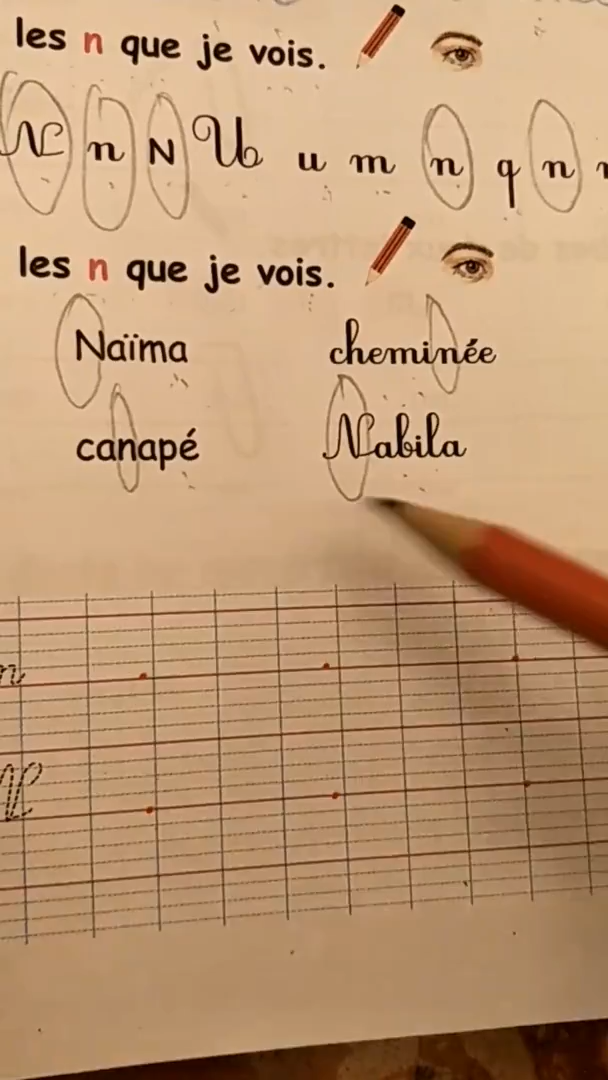 les n que je vois.
N n N U u m n q n
les n que je vois.
Naïma cheminée
canapé Nabila
n
N